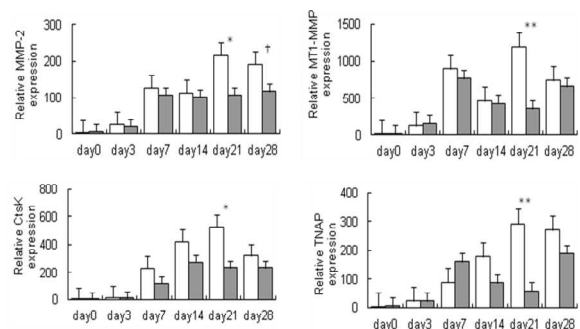 Relative MMP-2 expression
300
200
100
0
*
†
day0 day3 day7 day14 day21 day28
Relative MT1-MMP expression
1500
1000
500
0
**
day0 day3 day7 day14 day21 day28
Relative CtsK expression
800
600
400
200
0
*
day0 day3 day7 day14 day21 day28
Relative TNAP expression
400
300
200
100
0
**
day0 day3 day7 day14 day21 day28